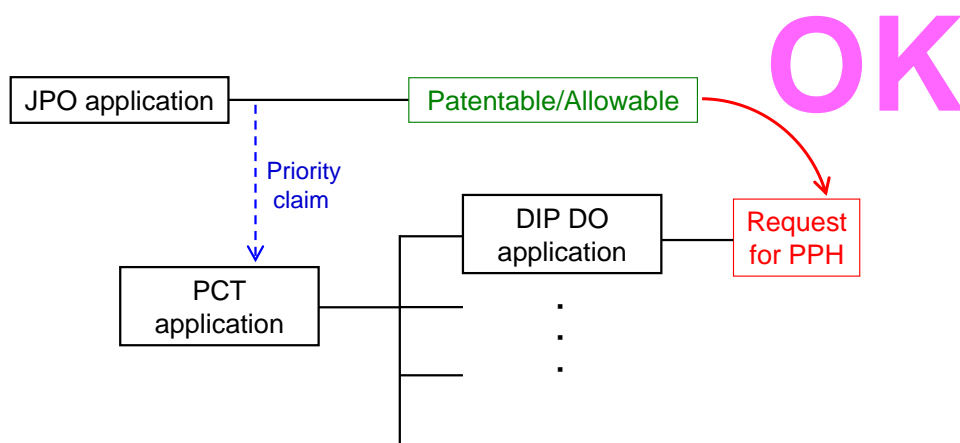 OK
JPO application
Patentable/Allowable
Priority
claim
DIP DO
application
Request
for PPH
PCT
application